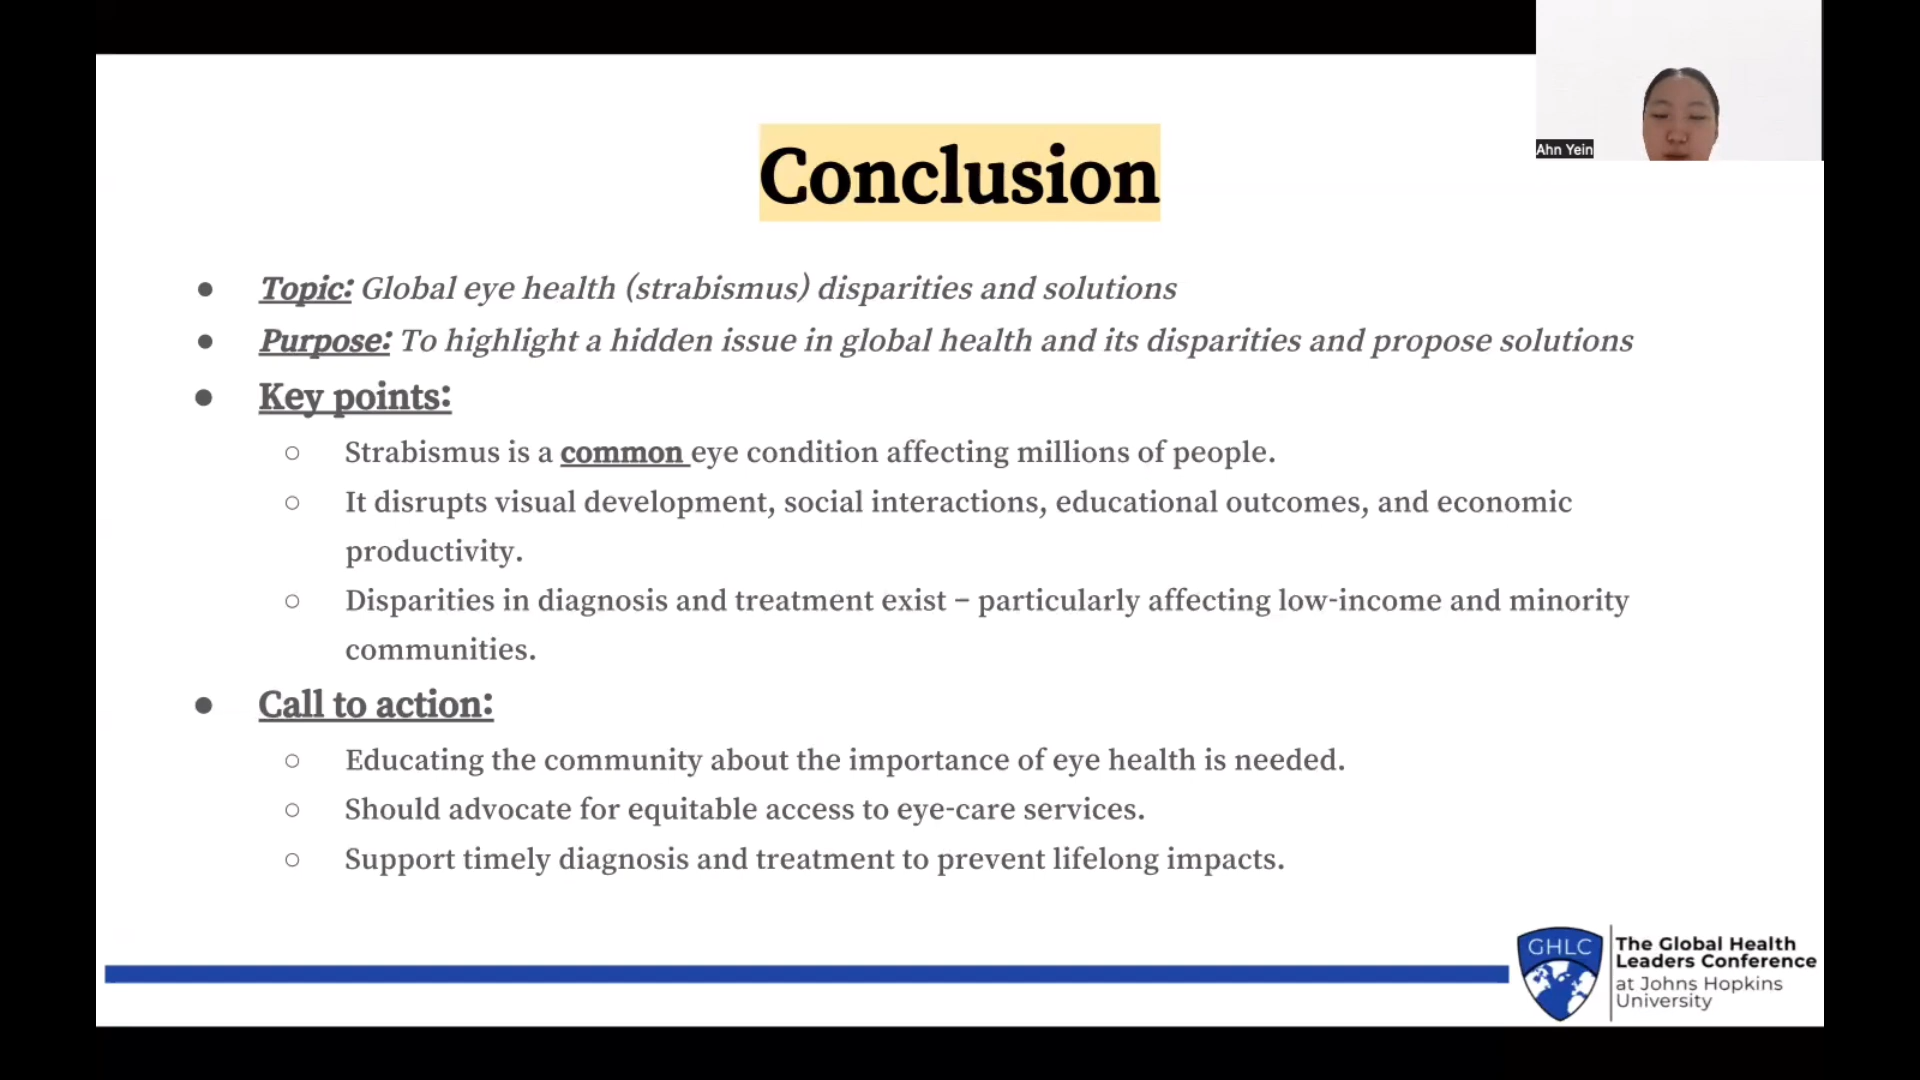 Ahn Yein
Conclusion
● Topic: Global eye health (strabismus) disparities and solutions
● Purpose: To highlight a hidden issue in global health and its disparities and propose solutions
● Key points:
○ Strabismus is a common eye condition affecting millions of people.
○ It disrupts visual development, social interactions, educational outcomes, and economic
productivity.
○ Disparities in diagnosis and treatment exist – particularly affecting low-income and minority
communities.
● Call to action:
○ Educating the community about the importance of eye health is needed.
○ Should advocate for equitable access to eye-care services.
○ Support timely diagnosis and treatment to prevent lifelong impacts.
GHLC
The Global Health
Leaders Conference
at Johns Hopkins
University